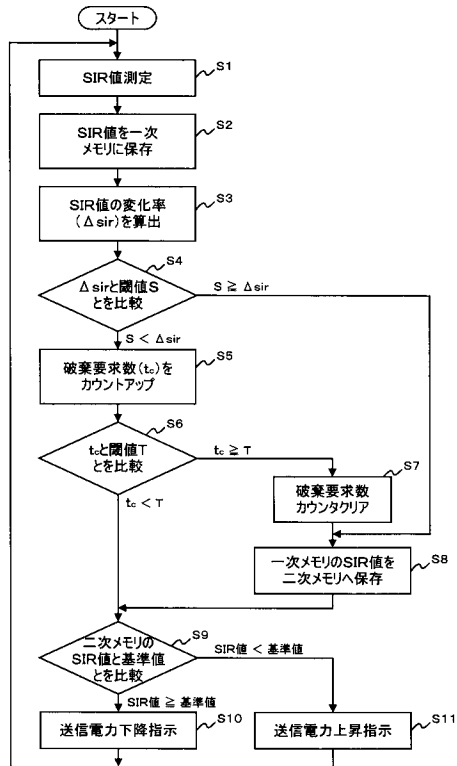 スタート
SIR値測定
S1
SIR値を一次
メモリに保存
S2
SIR値の変化率
(Δsir)を算出
S3
Δsirと閾値S
とを比較
S4
S ≧ Δsir
S < Δsir
破棄要求数(tc)を
カウントアップ
S5
tcと閾値T
とを比較
S6
tc ≧ T
tc < T
破棄要求数
カウンタクリア
S7
一次メモリのSIR値を
二次メモリへ保存
S8
二次メモリの
SIR値と基準値
とを比較
S9
SIR値 < 基準値
SIR値 ≧ 基準値
送信電力下降指示
S10
送信電力上昇指示
S11